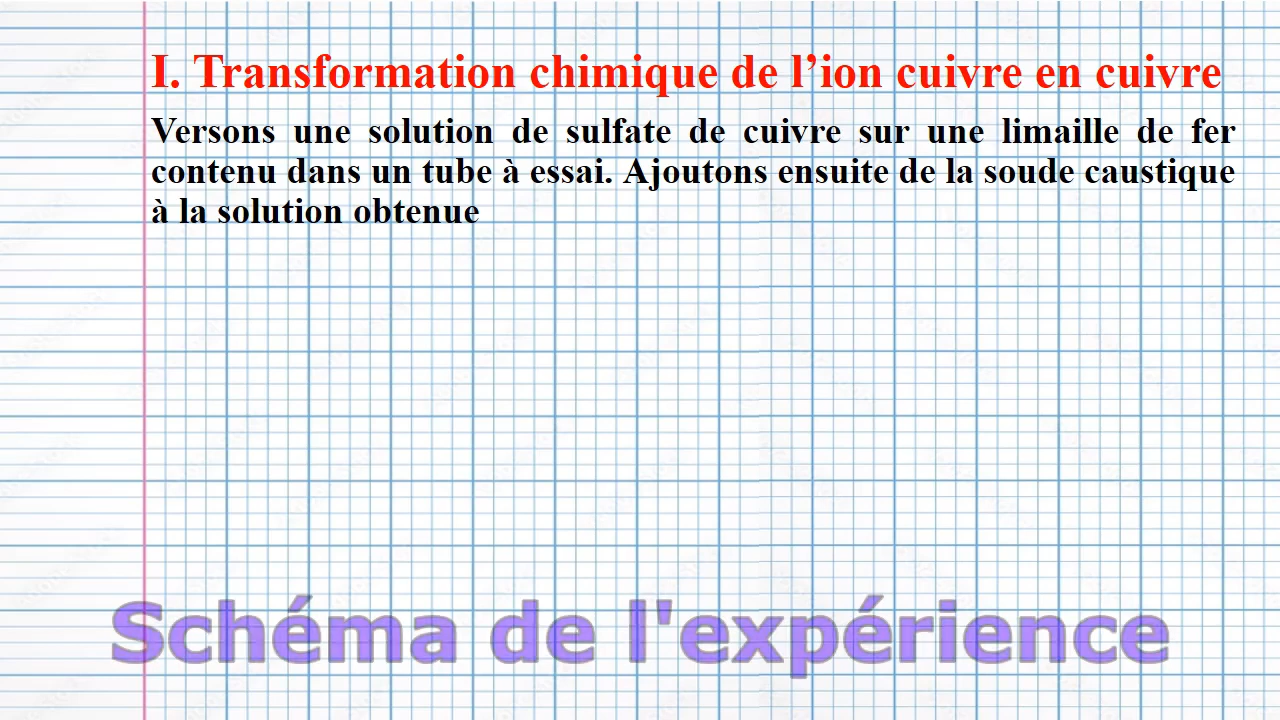 I. Transformation chimique de l’ion cuivre en cuivre
Versons une solution de sulfate de cuivre sur une limaille de fer
contenu dans un tube à essai. Ajoutons ensuite de la soude caustique
à la solution obtenue
Schéma de l'expérience